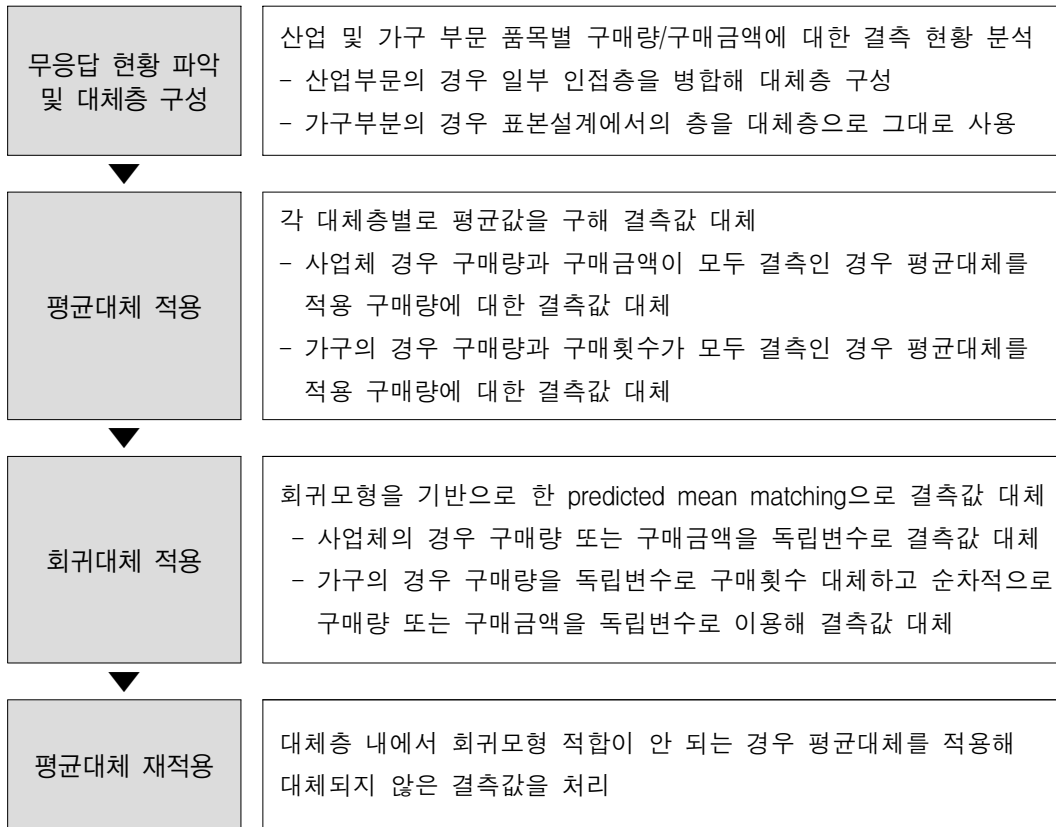 무응답 현황 파악
및 대체층 구성
산업 및 가구 부문 품목별 구매량/구매금액에 대한 결측 현황 분석
- 산업부문의 경우 일부 인접층을 병합해 대체층 구성
- 가구부분의 경우 표본설계에서의 층을 대체층으로 그대로 사용
평균대체 적용
각 대체층별로 평균값을 구해 결측값 대체
- 사업체 경우 구매량과 구매금액이 모두 결측인 경우 평균대체를
적용 구매량에 대한 결측값 대체
- 가구의 경우 구매량과 구매횟수가 모두 결측인 경우 평균대체를
적용 구매량에 대한 결측값 대체
회귀대체 적용
회귀모형을 기반으로 한 predicted mean matching으로 결측값 대체
- 사업체의 경우 구매량 또는 구매금액을 독립변수로 결측값 대체
- 가구의 경우 구매량을 독립변수로 구매횟수 대체하고 순차적으로
구매량 또는 구매금액을 독립변수로 이용해 결측값 대체
평균대체 재적용
대체층 내에서 회귀모형 적합이 안 되는 경우 평균대체를 적용해
대체되지 않은 결측값을 처리